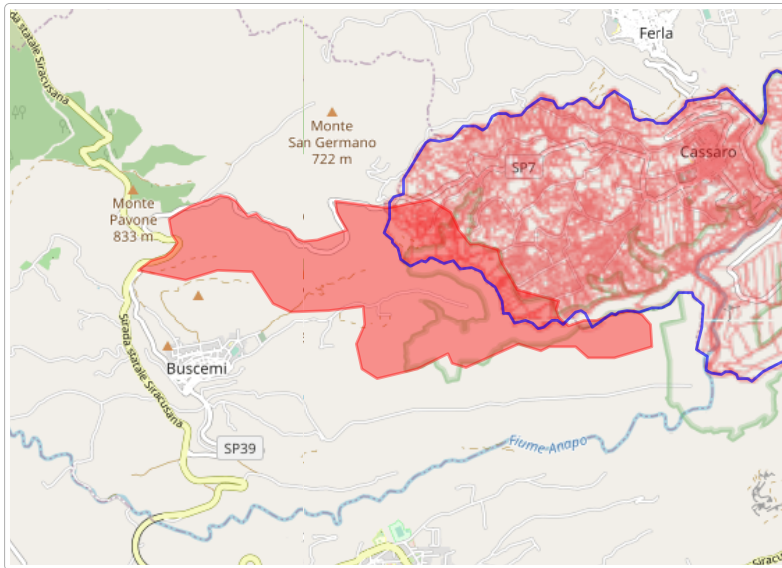 Ferla
Strada statale Siracusana
Monte
San Germano
722 m
SP7
Cassaro
Monte
Pavone
833 m
Strada statale Siracusana
Buscemi
SP39
Fiume Anapo